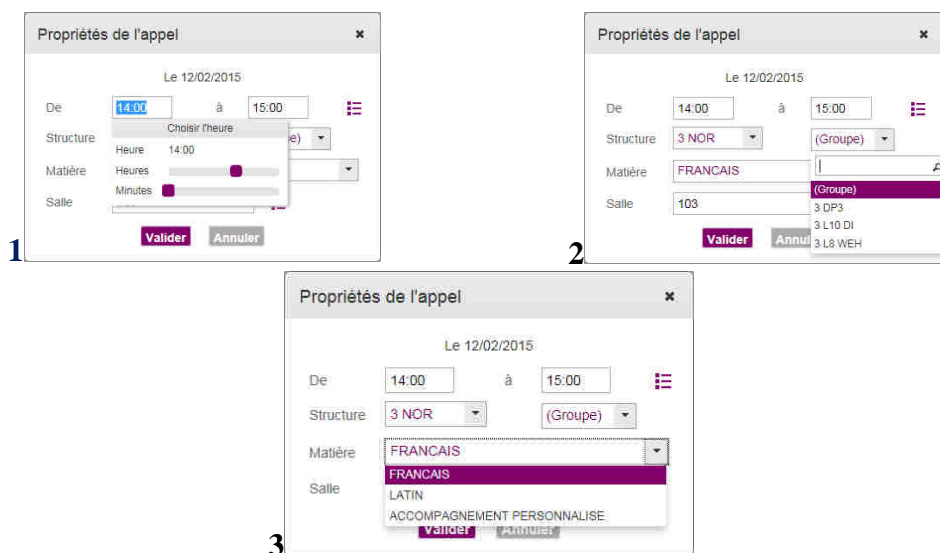 Propriétés de l'appel ×
Le 12/02/2015
De 14:00 à 15:00
Choisir l'heure
Structure e)
Heure 14:00
Matière
Heures
Minutes
Salle
Valider Annuler
1
Propriétés de l'appel ×
Le 12/02/2015
De 14:00 à 15:00
Structure 3 NOR (Groupe)
Matière FRANCAIS
(Groupe)
Salle 103
3 DP3
3 L10 DI
Valider Annul
3 L8 WEH
2
Propriétés de l'appel ×
Le 12/02/2015
De 14:00 à 15:00
Structure 3 NOR (Groupe)
Matière FRANCAIS
FRANCAIS
Salle
LATIN
ACCOMPAGNEMENT PERSONNALISE
Valider Annuler
3